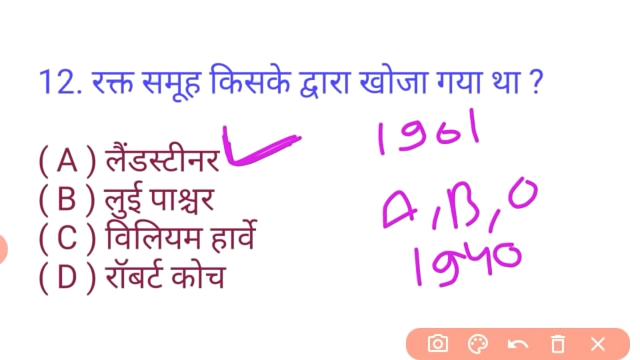 12. रक्त समूह किसके द्वारा खोजा गया था ?
( A ) लैंडस्टीनर
( B ) लुई पाश्चर
( C ) विलियम हार्वे
( D ) रॉबर्ट कोच
1901
A, B, O
1940